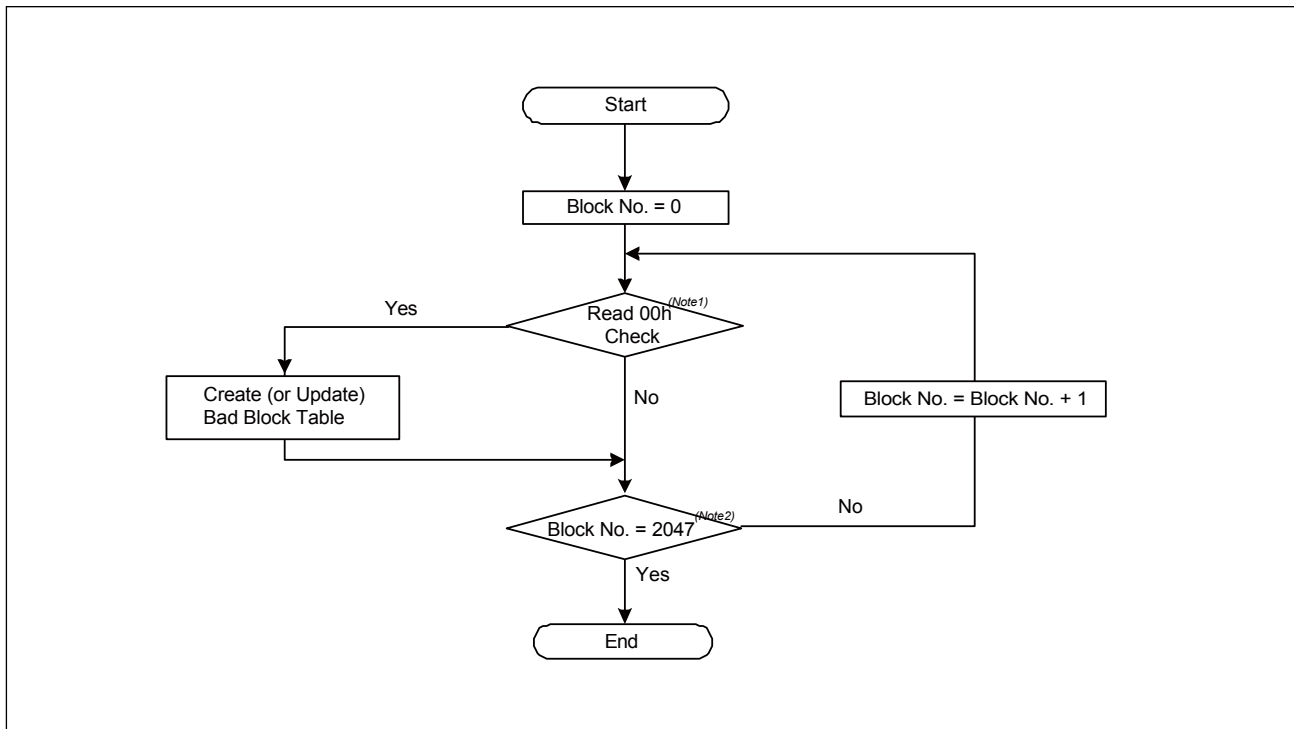 Start
Block No. = 0
Yes
Read 00h (Note1)
Check
Create (or Update)
Bad Block Table
No
Block No. = Block No. + 1
Block No. = 2047 (Note2)
No
Yes
End